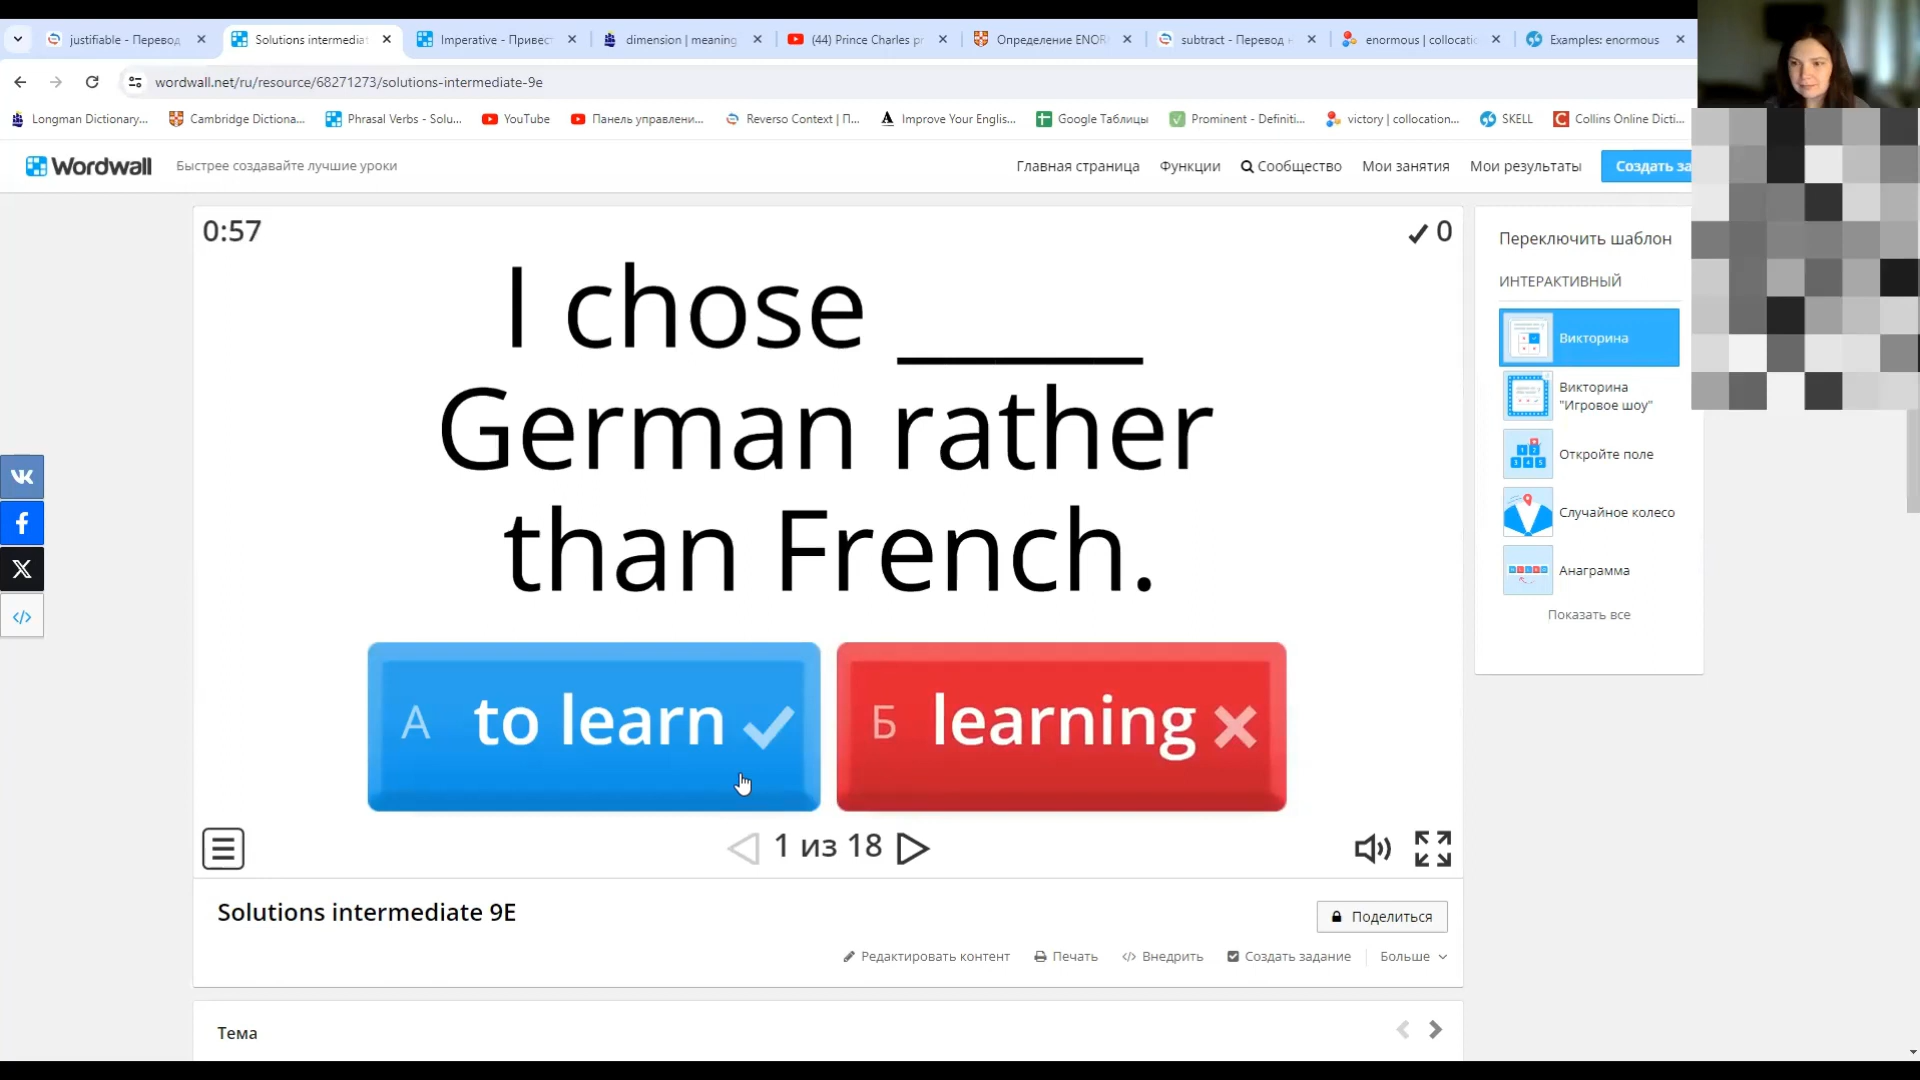 justifiable - Перевод
Solutions intermedia
Imperative - Привест
dimension | meaning
(44) Prince Charles p
Определение ENOR
subtract - Перевод н
enormous | collocati
Examples: enormous
wordwall.net/ru/resource/68271273/solutions-intermediate-9e
Longman Dictionary...
Cambridge Dictiona...
Phrasal Verbs - Solu...
YouTube
Панель управлени...
Reverso Context | П...
Improve Your Englis...
Google Таблицы
Prominent - Definiti...
victory | collocation...
SKELL
Collins Online Dicti...
Wordwall
Быстрее создавайте лучшие уроки
Главная страница
Функции
Сообщество
Мои занятия
Мои результаты
Создать за
0:57
0
I chose ______
German rather
than French.
А to learn
Б learning
1 из 18
Solutions intermediate 9E
Поделиться
Редактировать контент
Печать
Внедрить
Создать задание
Больше
Тема
Переключить шаблон
ИНТЕРАКТИВНЫЙ
Викторина
Викторина
"Игровое шоу"
Откройте поле
Случайное колесо
Анаграмма
Показать все